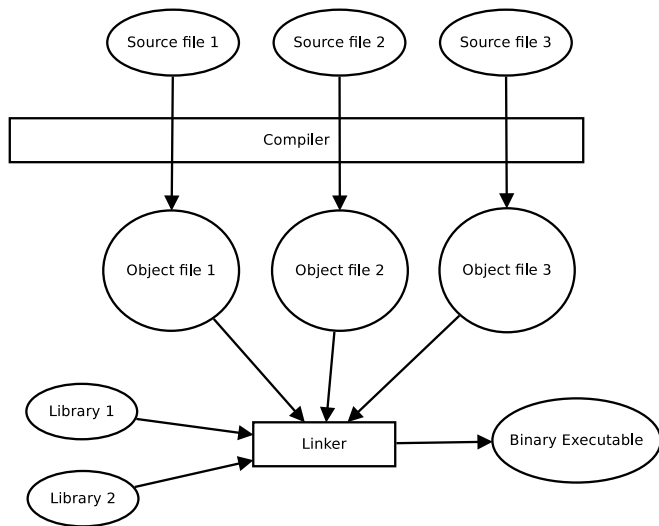 Source file 1
Source file 2
Source file 3
Compiler
Object file 1
Object file 2
Object file 3
Library 1
Linker
Binary Executable
Library 2